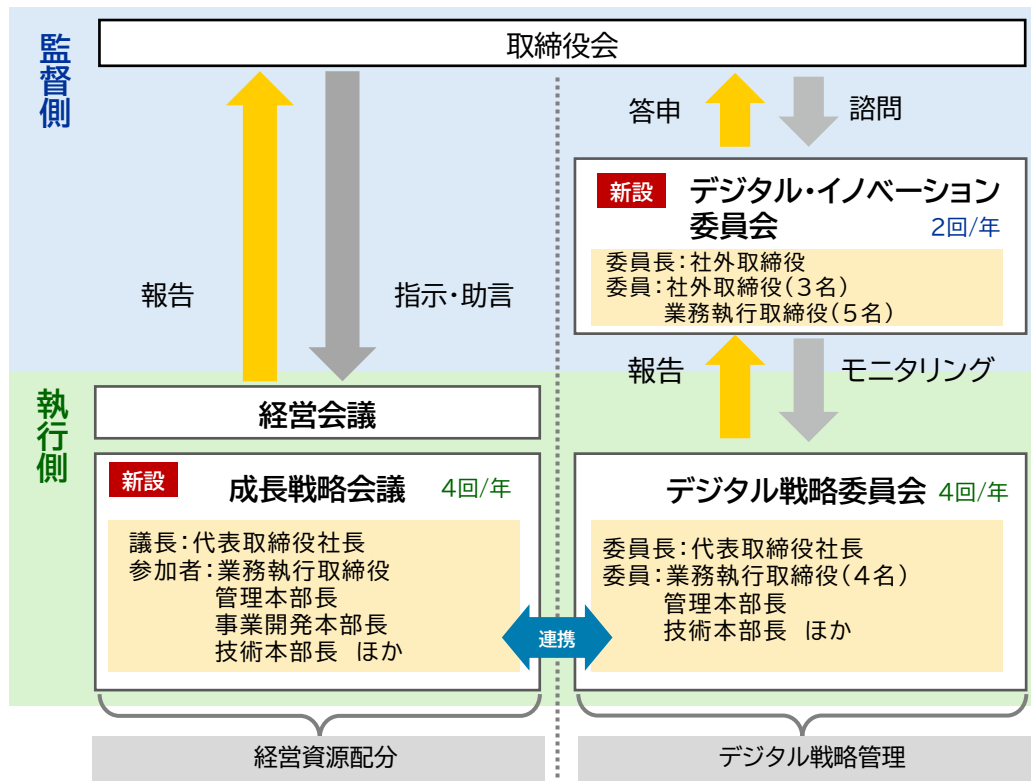 監督側
取締役会
答申
諮問
新設
デジタル・イノベーション
委員会
2回/年
委員長：社外取締役
委員：社外取締役（3名）
業務執行取締役（5名）
報告
指示・助言
報告
モニタリング
執行側
経営会議
新設
成長戦略会議
4回/年
議長：代表取締役社長
参加者：業務執行取締役
管理本部長
事業開発本部長
技術本部長 ほか
連携
デジタル戦略委員会
4回/年
委員長：代表取締役社長
委員：業務執行取締役（4名）
管理本部長
技術本部長 ほか
経営資源配分
デジタル戦略管理